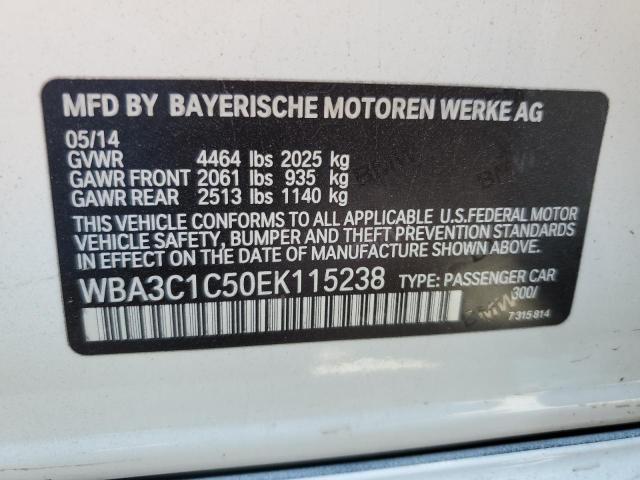 MFD BY BAYERISCHE MOTOREN WERKE AG
05/14
GVWR 4464 lbs 2025 kg
GAWR FRONT 2061 lbs 935 kg
GAWR REAR 2513 lbs 1140 kg
THIS VEHICLE CONFORMS TO ALL APPLICABLE U.S.FEDERAL MOTOR
VEHICLE SAFETY, BUMPER AND THEFT PREVENTION STANDARDS
IN EFFECT ON THE DATE OF MANUFACTURE SHOWN ABOVE.
WBA3C1C50EK115238 TYPE: PASSENGER CAR
300/
BMW
7 315 814